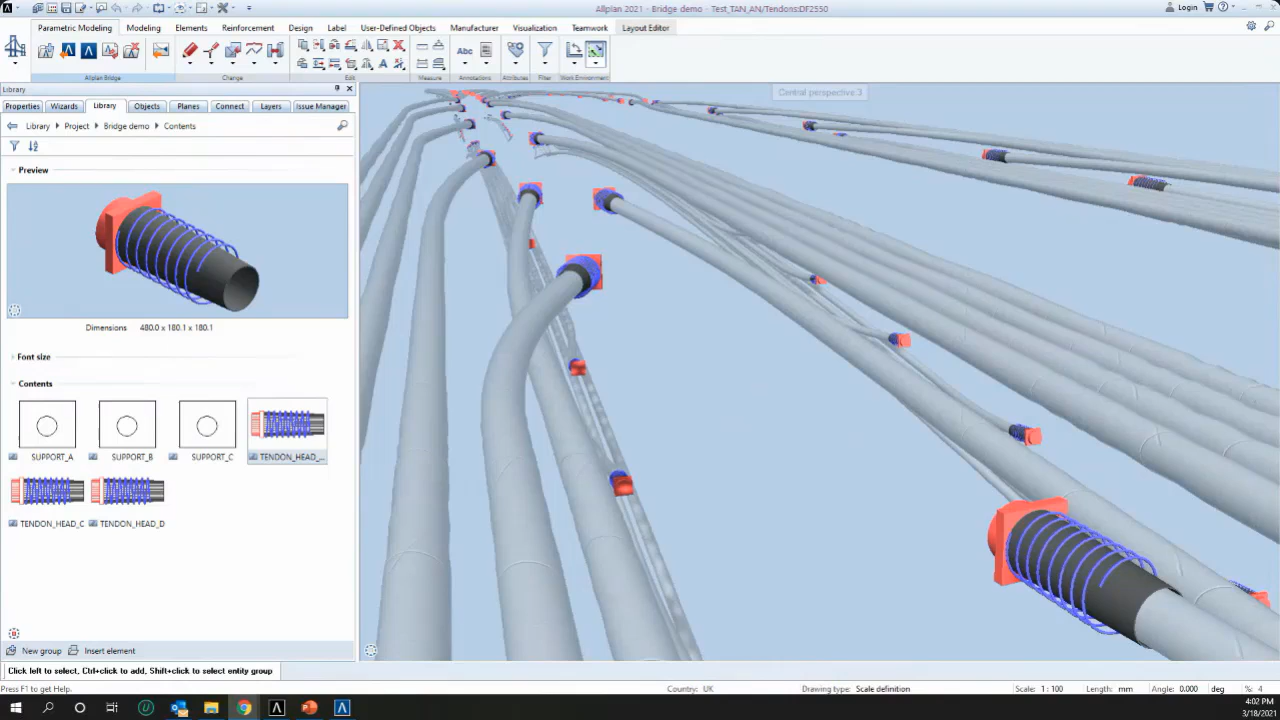 Allplan 2021 - Bridge demo - Test_TAN_AN/Tendons:DF2550
Login
Parametric Modeling Modeling Elements Reinforcement Design Label User-Defined Objects Manufacturer Visualization Teamwork Layout Editor
Abc
Allplan Bridge Change Edit Measure Annotations Attributes Filter Work Environment
Library
Central perspective:3
Properties Wizards Library Objects Planes Connect Layers Issue Manager
Library Project Bridge demo Contents
Preview
Dimensions 480.0 x 180.1 x 180.1
Font size
Contents
SUPPORT_A SUPPORT_B SUPPORT_C TENDON_HEAD_...
TENDON_HEAD_C TENDON_HEAD_D
New group Insert element
Click left to select, Ctrl+click to add, Shift+click to select entity group
Press F1 to get Help. Country: UK Drawing type: Scale definition Scale: 1 : 100 Length: mm Angle: 0.000 deg % 4
4:02 PM
3/18/2021